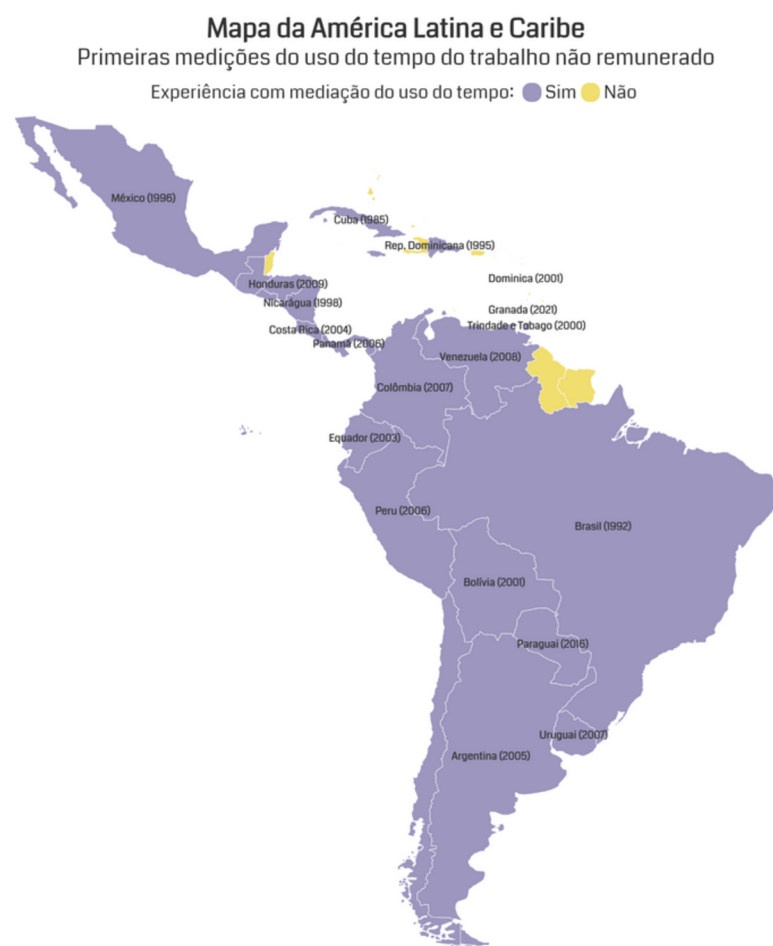 Mapa da América Latina e Caribe
Primeiras medições do uso do tempo do trabalho não remunerado
Experiência com mediação do uso do tempo: Sim Não
México (1996)
Cuba (1985)
Rep. Dominicana (1995)
Dominica (2001)
Honduras (2009)
Nicarágua (1998)
Granada (2021)
Trindade e Tobago (2000)
Costa Rica (2004)
Panamá (2006)
Venezuela (2008)
Colômbia (2007)
Equador (2003)
Peru (2006)
Brasil (1992)
Bolívia (2001)
Paraguai (2016)
Uruguai (2007)
Argentina (2005)